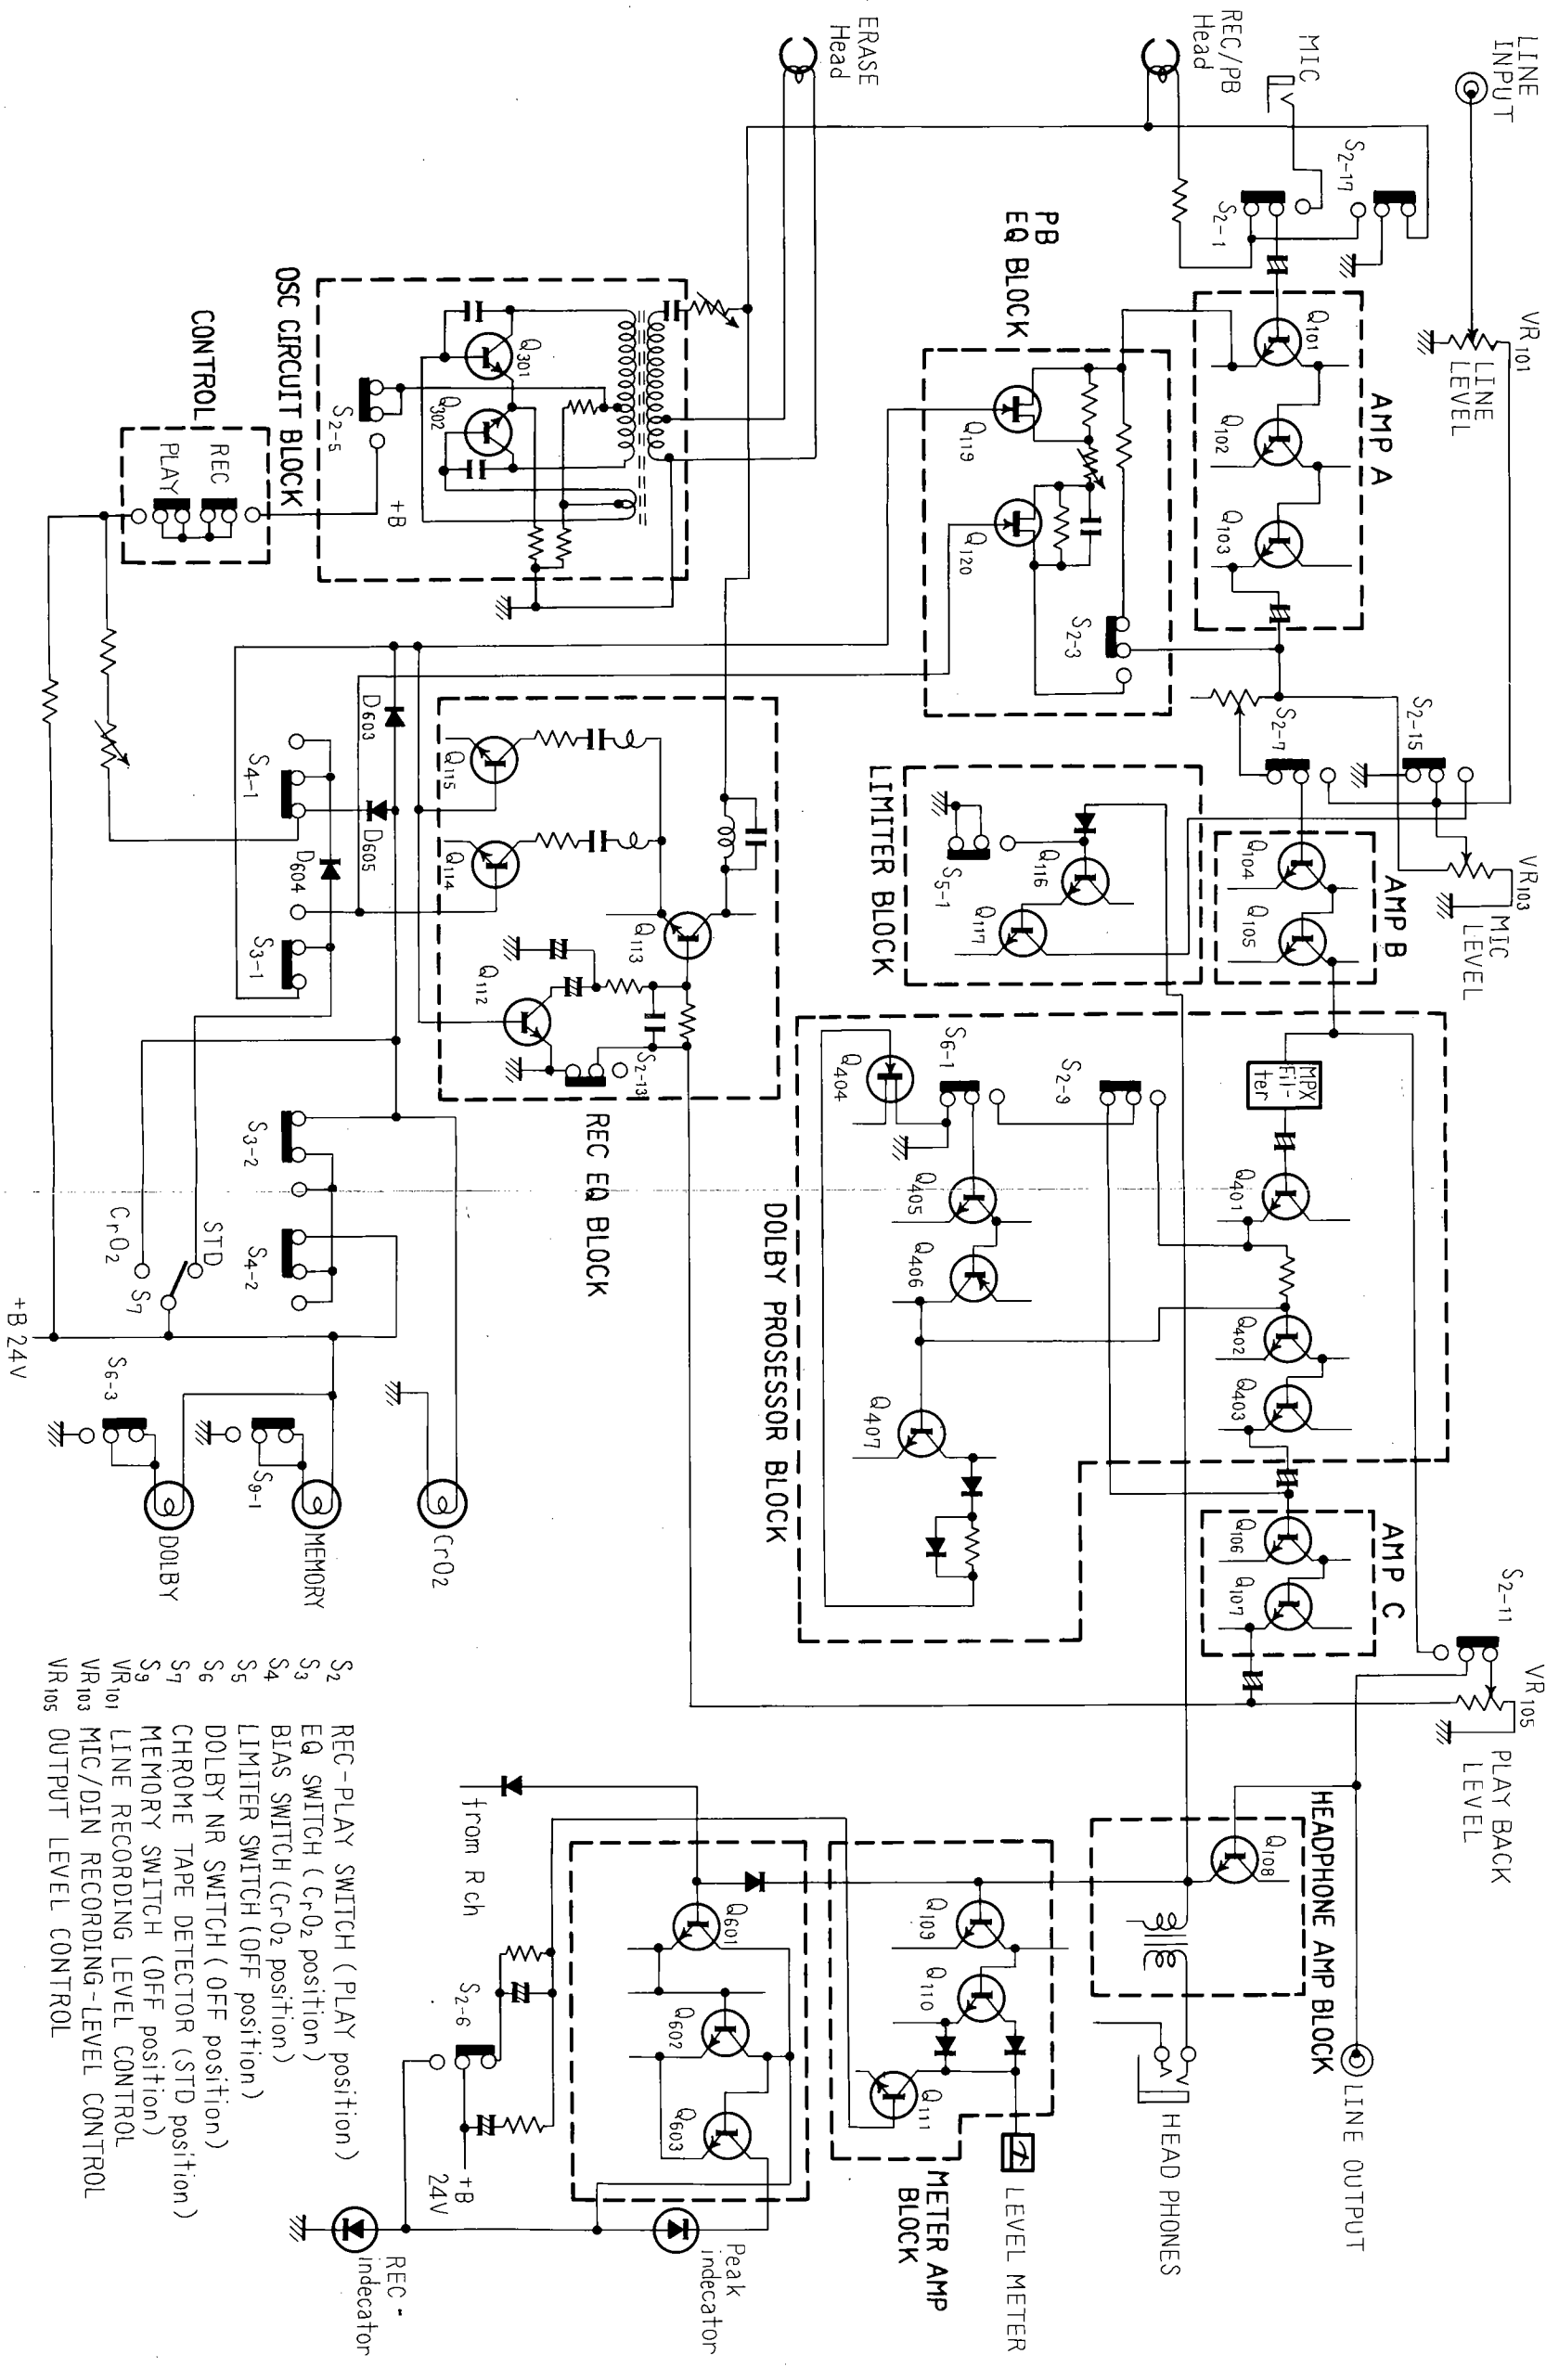 LINE
INPUT
VR101
LINE
LEVEL
MIC
REC/PB
Head
ERASE
Head
S2-17
S2-1
AMP A
Q101
Q102
Q103
PB
EQ BLOCK
Q119
Q120
S2-3
OSC CIRCUIT BLOCK
Q301
Q302
S2-5
+B
CONTROL
REC
PLAY
S2-15
S2-7
VR103
MIC
LEVEL
AMP B
Q104
Q105
LIMITER BLOCK
S5-1
Q116
Q117
REC EQ BLOCK
Q115
Q114
Q113
Q112
S2-13
D603
D605
D604
S4-1
S3-1
S3-2
S4-2
STD
CrO2
S7
+B 24V
DOLBY PROSESSOR BLOCK
MPX
Fil-
ter
Q401
Q402
Q403
S2-9
S6-1
Q404
Q405
Q406
Q407
AMP C
Q106
Q107
S2-11
VR105
PLAY BACK
LEVEL
S6-3
S9-1
CrO2
MEMORY
DOLBY
HEADPHONE AMP BLOCK
Q108
LINE OUTPUT
HEAD PHONES
METER AMP
BLOCK
Q109
Q110
Q111
LEVEL METER
from R ch
Q601
Q602
Q603
S2-6
+B
24V
Peak
indecator
REC-
indecator
S2 REC-PLAY SWITCH (PLAY position)
S3 EQ SWITCH (CrO2 position)
S4 BIAS SWITCH (CrO2 position)
S5 LIMITER SWITCH (OFF position)
S6 DOLBY NR SWITCH (OFF position)
S7 CHROME TAPE DETECTOR (STD position)
S9 MEMORY SWITCH (OFF position)
VR101 LINE RECORDING LEVEL CONTROL
VR103 MIC/DIN RECORDING-LEVEL CONTROL
VR105 OUTPUT LEVEL CONTROL